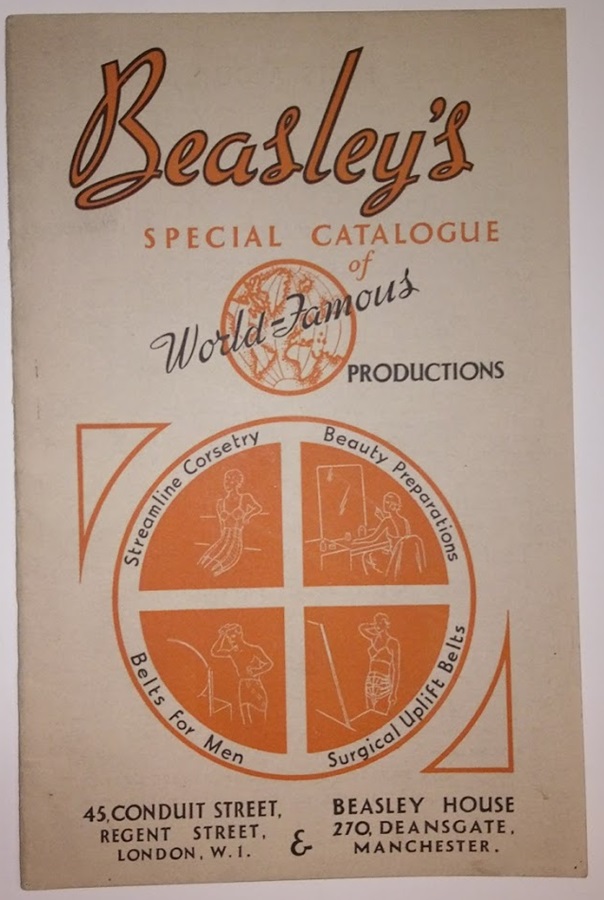 Beasley's
SPECIAL CATALOGUE
of
World-Famous
PRODUCTIONS
Streamline Corsetry
Beauty Preparations
Belts for Men
Surgical Uplift Belts
45, CONDUIT STREET,
REGENT STREET,
LONDON, W.1.
&
BEASLEY HOUSE
270, DEANSGATE,
MANCHESTER.